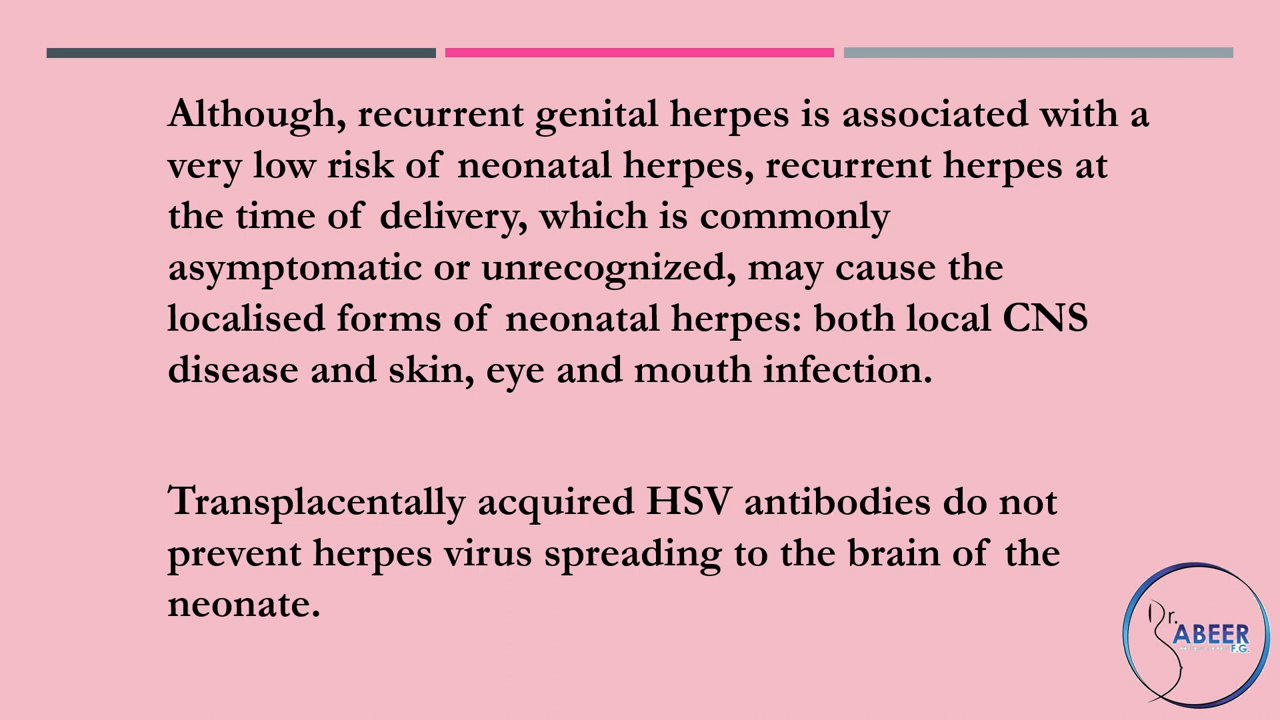 Although, recurrent genital herpes is associated with a
very low risk of neonatal herpes, recurrent herpes at
the time of delivery, which is commonly
asymptomatic or unrecognized, may cause the
localised forms of neonatal herpes: both local CNS
disease and skin, eye and mouth infection.
Transplacentally acquired HSV antibodies do not
prevent herpes virus spreading to the brain of the
neonate.
Dr.
ABEER
F.G.